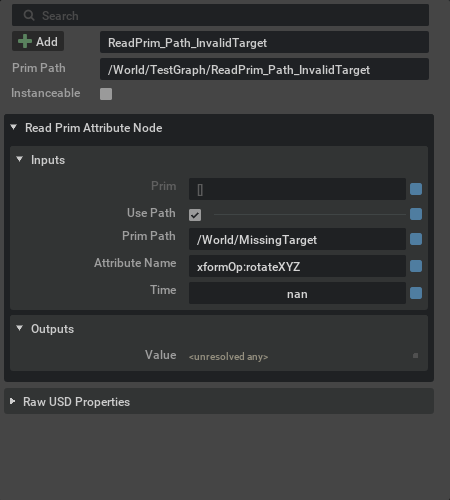 Search
Add
ReadPrim_Path_InvalidTarget
Prim Path
/World/TestGraph/ReadPrim_Path_InvalidTarget
Instanceable
Read Prim Attribute Node
Inputs
Prim
[]
Use Path
Prim Path
/World/MissingTarget
Attribute Name
xformOp:rotateXYZ
Time
nan
Outputs
Value
<unresolved any>
Raw USD Properties